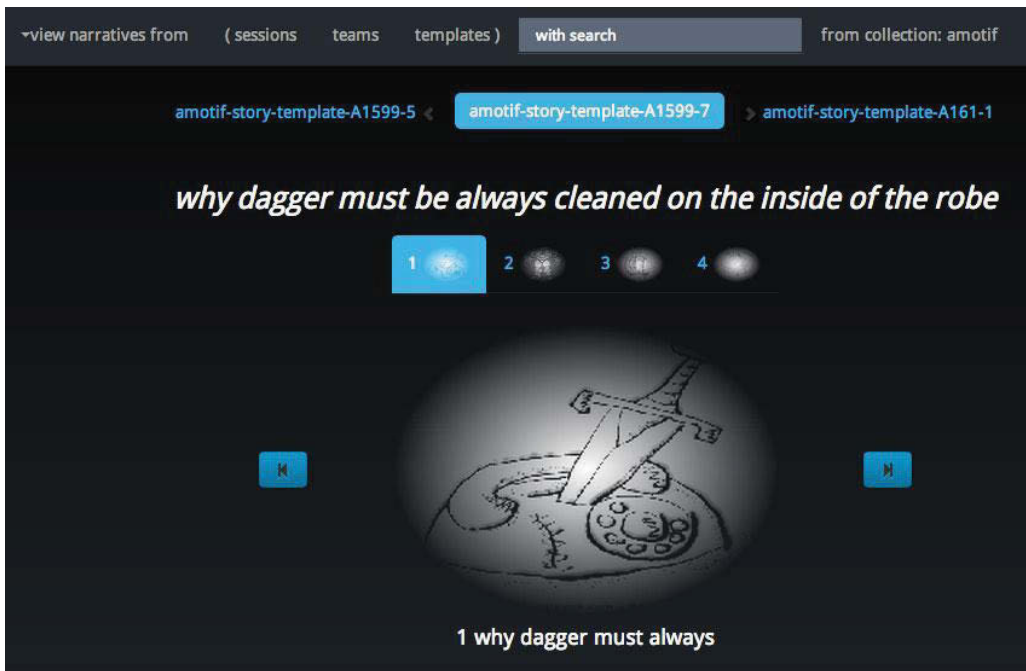 view narratives from ( sessions teams templates ) with search from collection: amotif
amotif-story-template-A1599-5 amotif-story-template-A1599-7 amotif-story-template-A161-1
why dagger must be always cleaned on the inside of the robe
1 2 3 4
1 why dagger must always